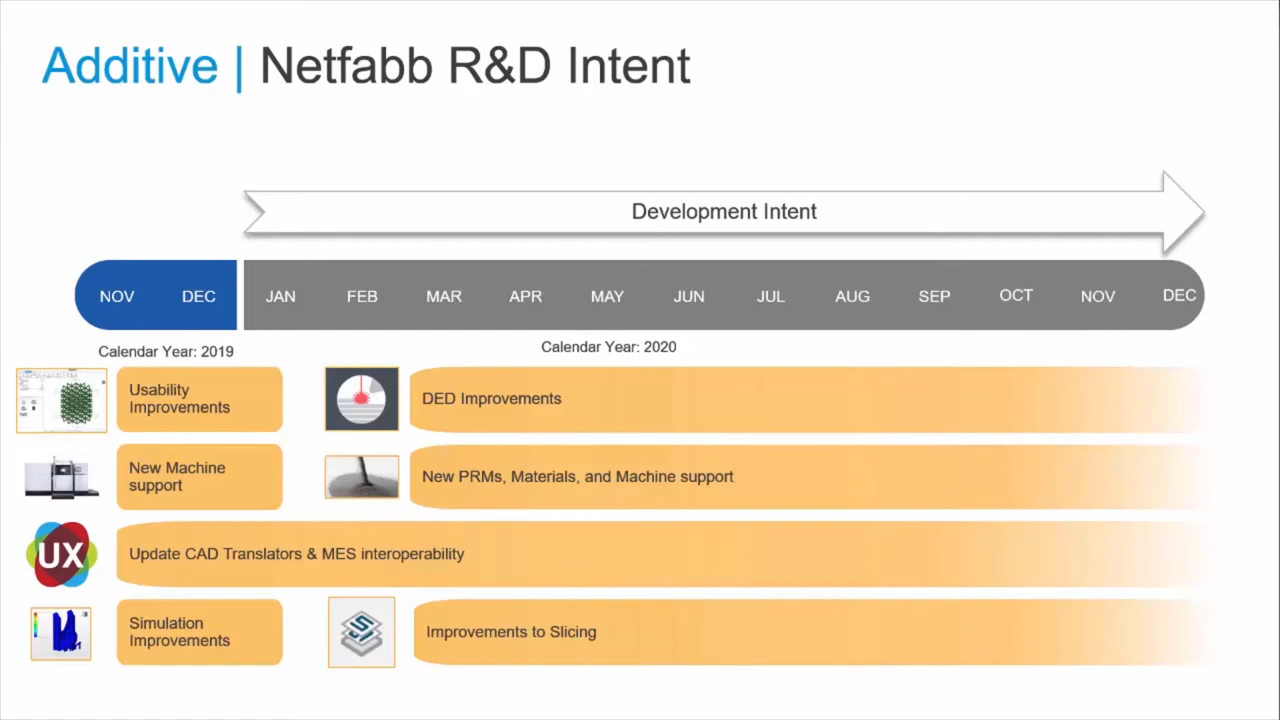 Additive | Netfabb R&D Intent
Development Intent
NOV DEC JAN FEB MAR APR MAY JUN JUL AUG SEP OCT NOV DEC
Calendar Year: 2019
Calendar Year: 2020
Usability
Improvements
DED Improvements
New Machine
support
New PRMs, Materials, and Machine support
UX
Update CAD Translators & MES interoperability
Simulation
Improvements
Improvements to Slicing